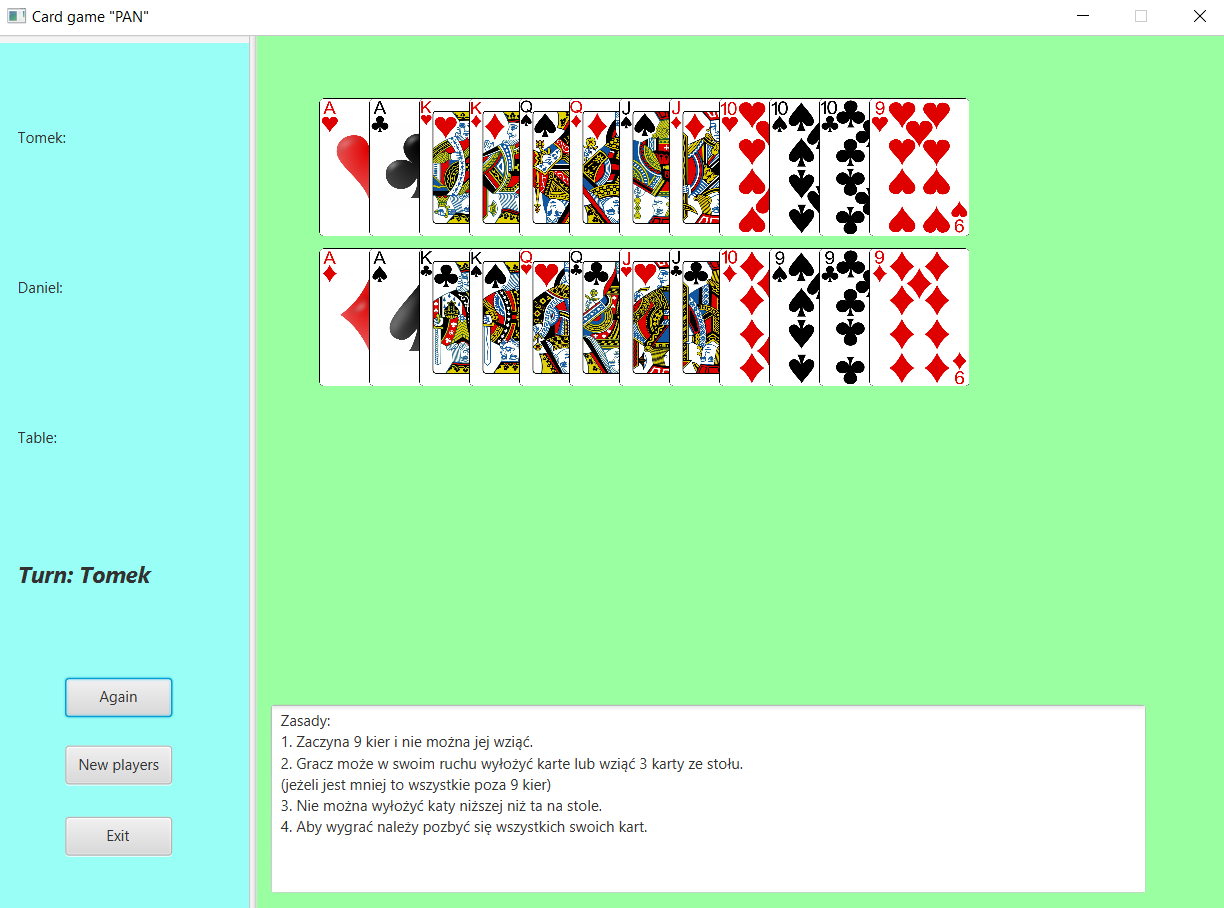 Card game "PAN"
Tomek:
A A K K Q Q J J 10 10 10 9
6
Daniel:
A A K K Q Q J J 10 9 9 9
6
Table:
Turn: Tomek
Again
New players
Exit
Zasady:
1. Zaczyna 9 kier i nie można jej wziąć.
2. Gracz może w swoim ruchu wyłożyć karte lub wziąć 3 karty ze stołu.
(jeżeli jest mniej to wszystkie poza 9 kier)
3. Nie można wyłożyć katy niższej niż ta na stole.
4. Aby wygrać należy pozbyć się wszystkich swoich kart.